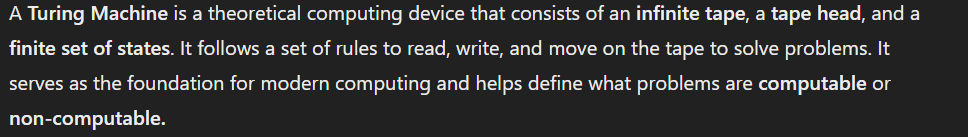 A Turing Machine is a theoretical computing device that consists of an infinite tape, a tape head, and a
finite set of states. It follows a set of rules to read, write, and move on the tape to solve problems. It
serves as the foundation for modern computing and helps define what problems are computable or
non-computable.